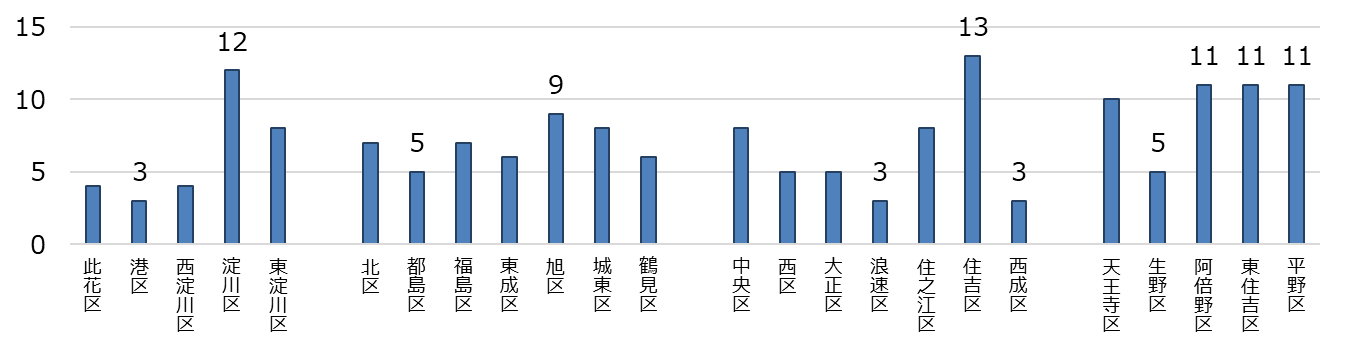 15
10
5
0
3
12
5
9
3
13
3
5
11
11
11
此花区
港区
西淀川区
淀川区
東淀川区
北区
都島区
福島区
東成区
旭区
城東区
鶴見区
中央区
西区
大正区
浪速区
住之江区
住吉区
西成区
天王寺区
生野区
阿倍野区
東住吉区
平野区